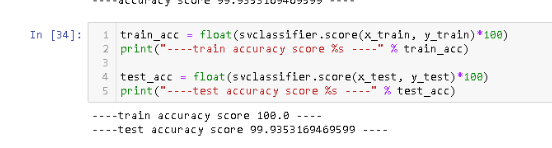 ----accuracy score 99.9353169469599 ----
In [34]:
1 train_acc = float(svclassifier.score(x_train, y_train)*100)
2 print("----train accuracy score %s ----" % train_acc)
3
4 test_acc = float(svclassifier.score(x_test, y_test)*100)
5 print("----test accuracy score %s ----" % test_acc)
----train accuracy score 100.0 ----
----test accuracy score 99.9353169469599 ----